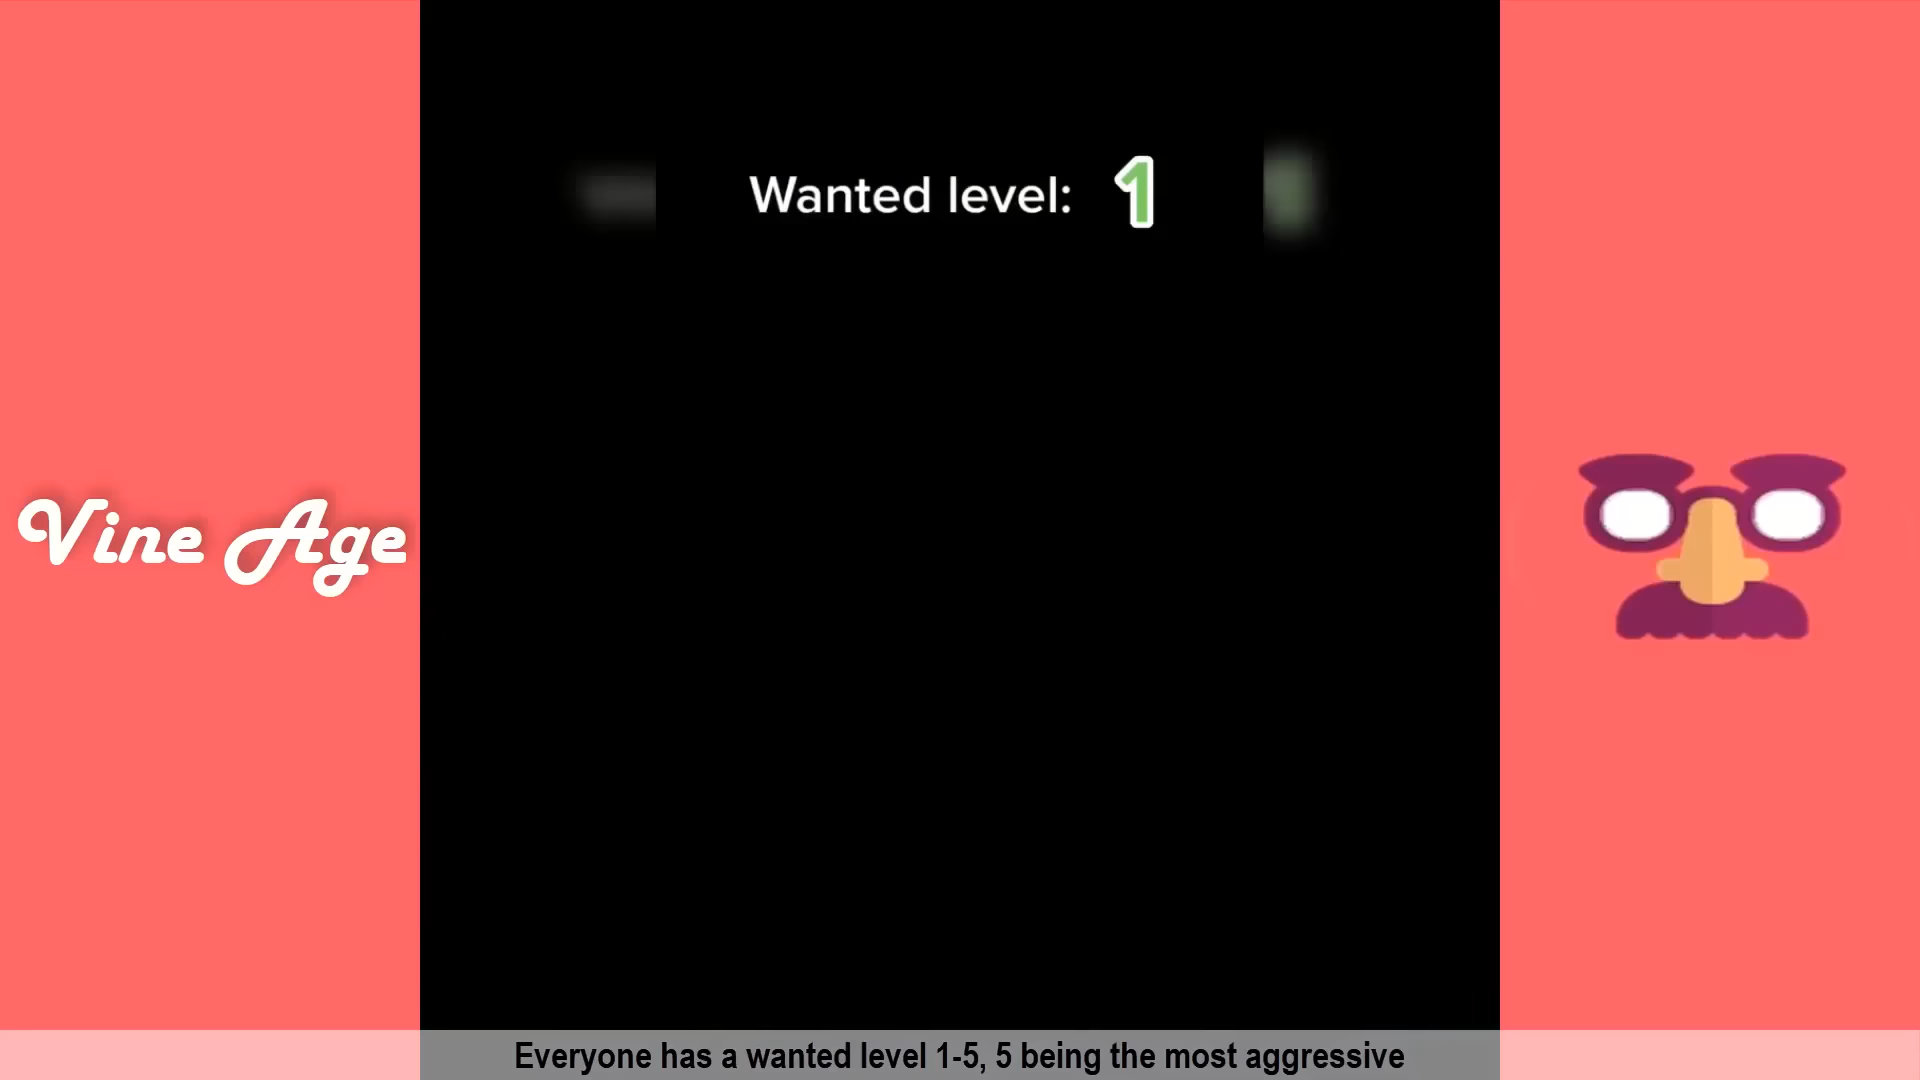 Wanted level: 1
Vine Age
Everyone has a wanted level 1-5, 5 being the most aggressive